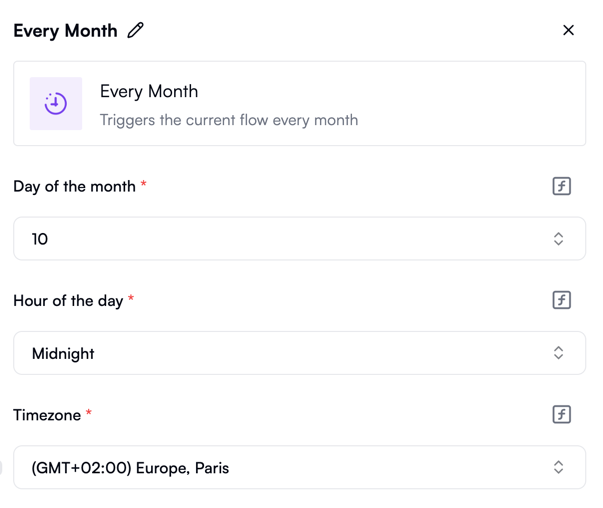 Every Month
Every Month
Triggers the current flow every month
Day of the month *
10
Hour of the day *
Midnight
Timezone *
(GMT+02:00) Europe, Paris